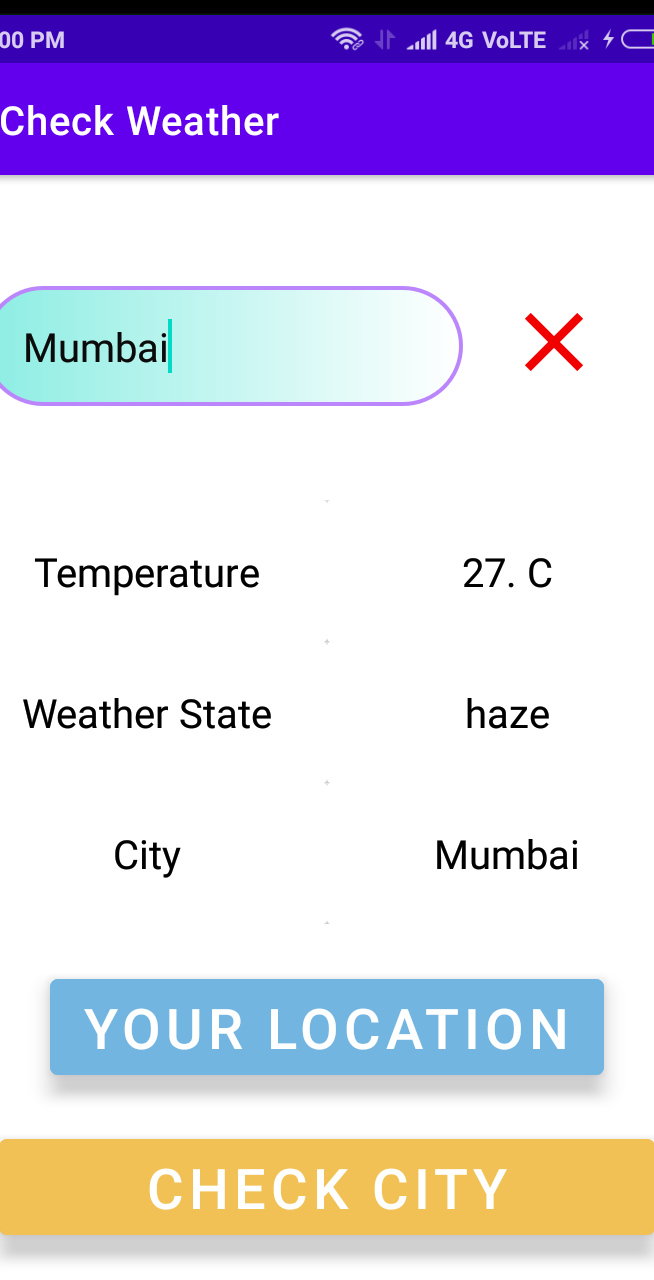 00 PM 4G VoLTE
Check Weather
Mumbai
Temperature 27. C
Weather State haze
City Mumbai
YOUR LOCATION
CHECK CITY